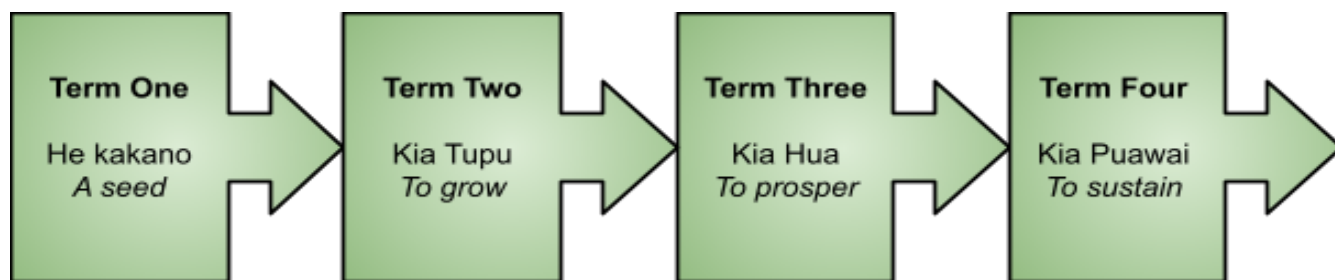 Term One
He kakano
A seed
Term Two
Kia Tupu
To grow
Term Three
Kia Hua
To prosper
Term Four
Kia Puawai
To sustain